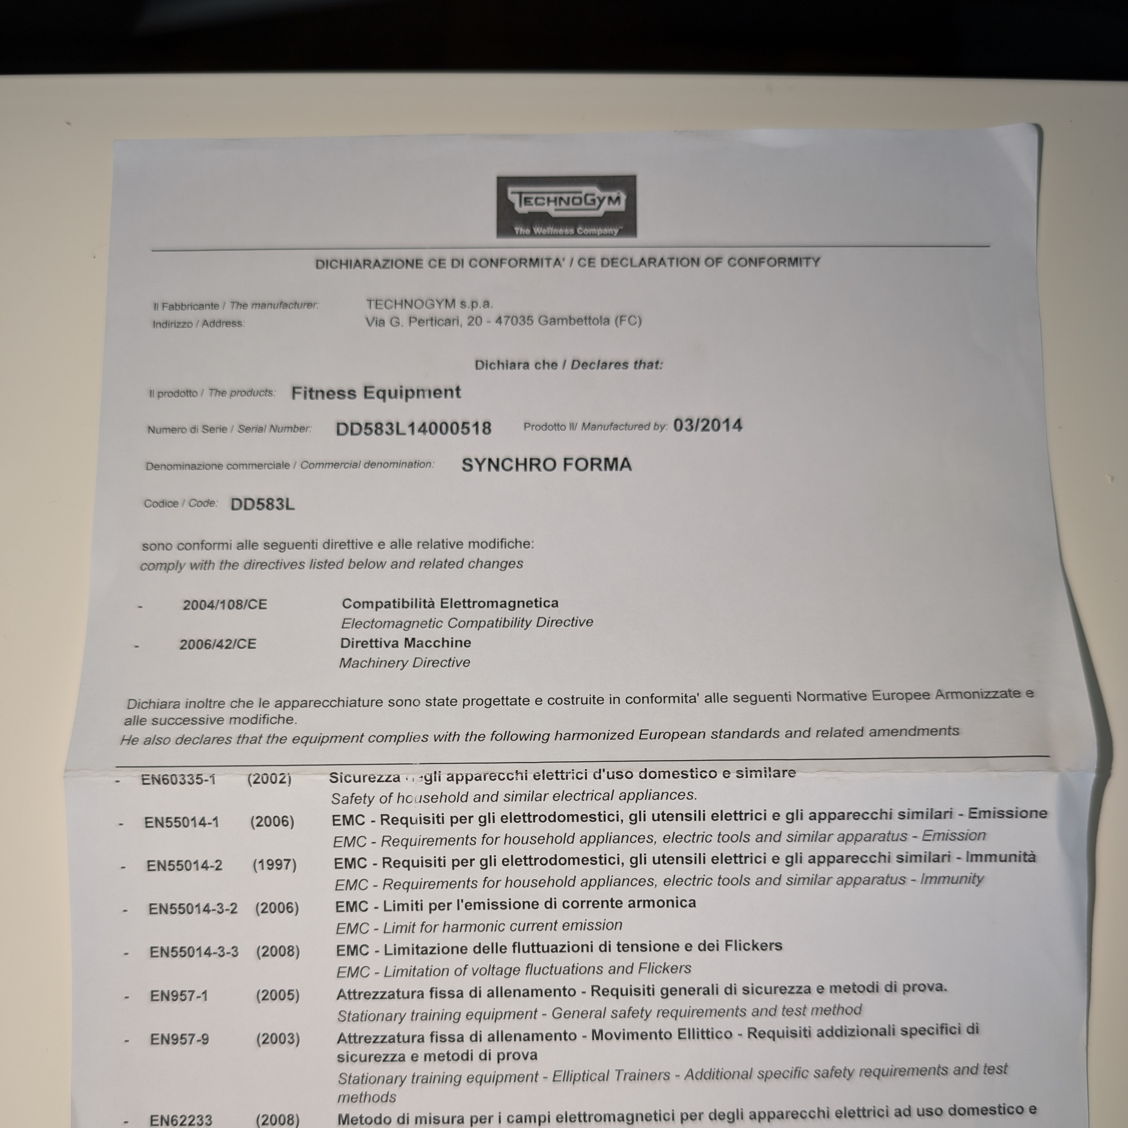 TECHNOGYM
The Wellness Company™
DICHIARAZIONE CE DI CONFORMITA' / CE DECLARATION OF CONFORMITY
Il Fabbricante / The manufacturer: TECHNOGYM s.p.a.
Indirizzo / Address: Via G. Perticari, 20 - 47035 Gambettola (FC)
Dichiara che / Declares that:
Il prodotto / The products: Fitness Equipment
Numero di Serie / Serial Number: DD583L14000518 Prodotto Il/ Manufactured by: 03/2014
Denominazione commerciale / Commercial denomination: SYNCHRO FORMA
Codice / Code: DD583L
sono conformi alle seguenti direttive e alle relative modifiche:
comply with the directives listed below and related changes
- 2004/108/CE Compatibilità Elettromagnetica
Electomagnetic Compatibility Directive
- 2006/42/CE Direttiva Macchine
Machinery Directive
Dichiara inoltre che le apparecchiature sono state progettate e costruite in conformita' alle seguenti Normative Europee Armonizzate e
alle successive modifiche.
He also declares that the equipment complies with the following harmonized European standards and related amendments
- EN60335-1 (2002) Sicurezza gli apparecchi elettrici d'uso domestico e similare
Safety of household and similar electrical appliances.
- EN55014-1 (2006) EMC - Requisiti per gli elettrodomestici, gli utensili elettrici e gli apparecchi similari - Emissione
EMC - Requirements for household appliances, electric tools and similar apparatus - Emission
- EN55014-2 (1997) EMC - Requisiti per gli elettrodomestici, gli utensili elettrici e gli apparecchi similari - Immunità
EMC - Requirements for household appliances, electric tools and similar apparatus - Immunity
- EN55014-3-2 (2006) EMC - Limiti per l'emissione di corrente armonica
EMC - Limit for harmonic current emission
- EN55014-3-3 (2008) EMC - Limitazione delle fluttuazioni di tensione e dei Flickers
EMC - Limitation of voltage fluctuations and Flickers
- EN957-1 (2005) Attrezzatura fissa di allenamento - Requisiti generali di sicurezza e metodi di prova.
Stationary training equipment - General safety requirements and test method
- EN957-9 (2003) Attrezzatura fissa di allenamento - Movimento Ellittico - Requisiti addizionali specifici di
sicurezza e metodi di prova
Stationary training equipment - Elliptical Trainers - Additional specific safety requirements and test
methods
- EN62233 (2008) Metodo di misura per i campi elettromagnetici per degli apparecchi elettrici ad uso domestico e